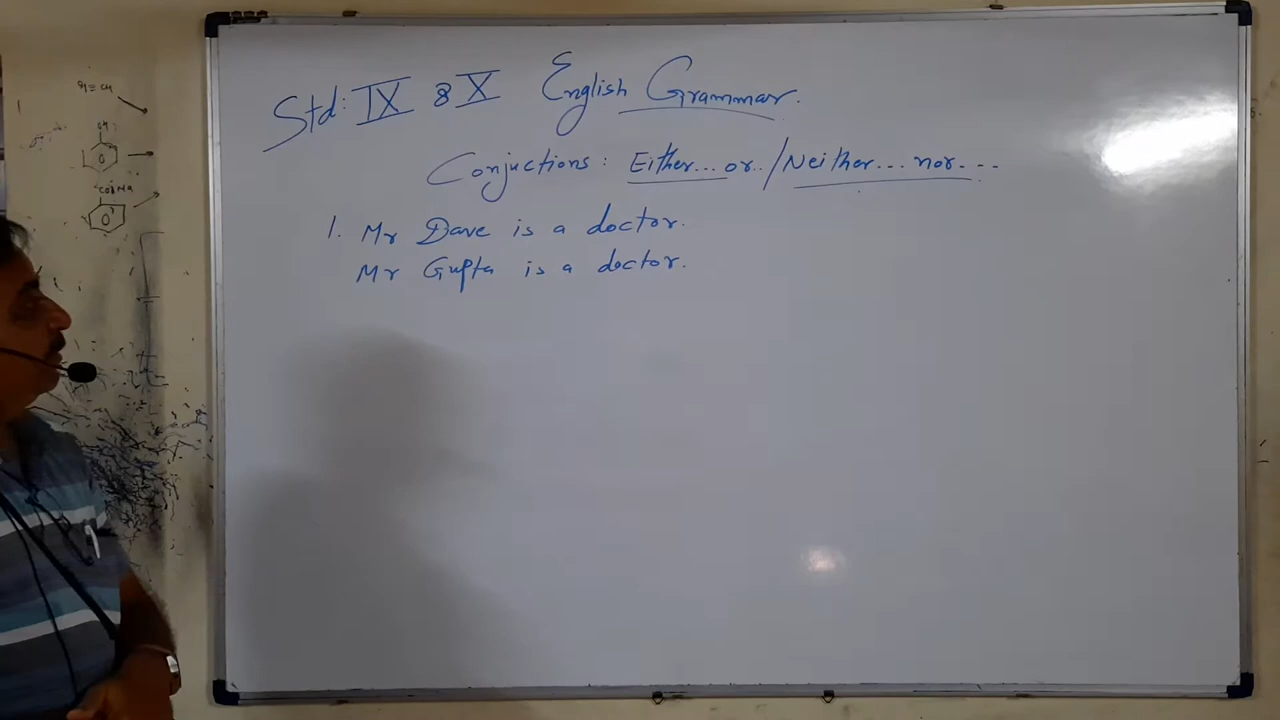 Std: IX & X English Grammar.
Conjuctions: Either...or../Neither...nor....
1. Mr Dave is a doctor.
Mr Gupta is a doctor.